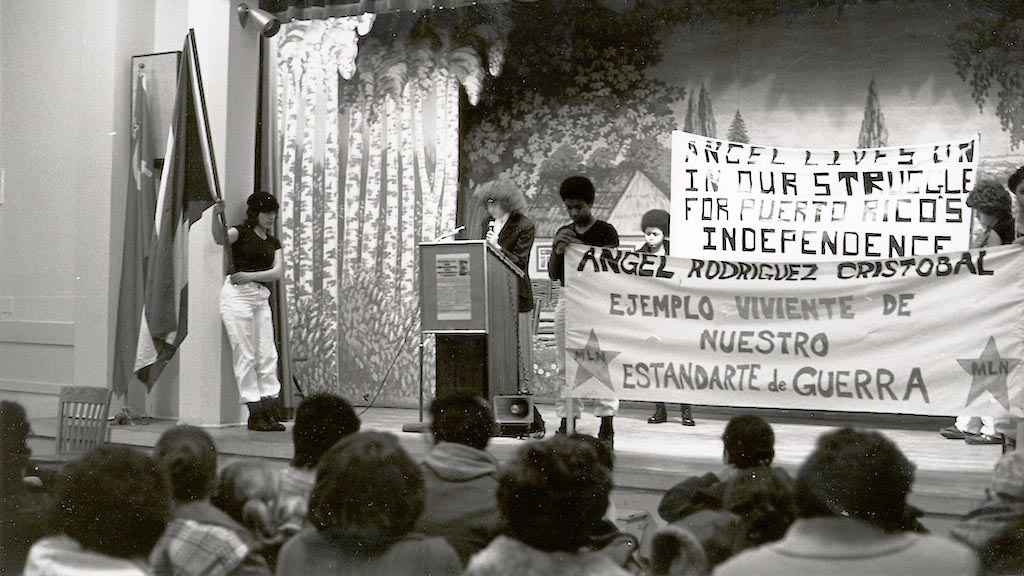 ANGEL LIVES ON
IN OUR STRUGGLE
FOR PUERTO RICO'S
INDEPENDENCE
ANGEL RODRIGUEZ CRISTOBAL
EJEMPLO VIVIENTE DE
NUESTRO
ESTANDARTE de GUERRA
MLN
MLN